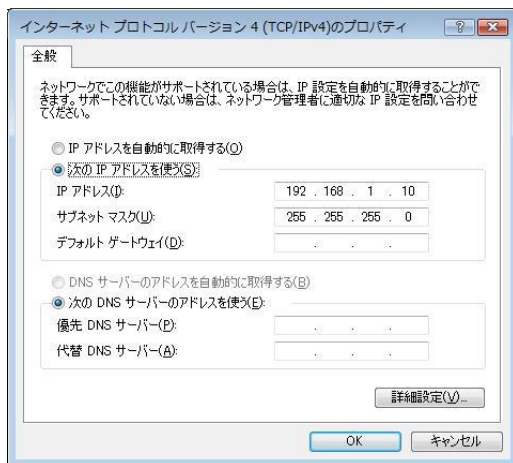 インターネット プロトコル バージョン 4 (TCP/IPv4)のプロパティ
全般
ネットワークでこの機能がサポートされている場合は、IP 設定を自動的に取得することがで
きます。サポートされていない場合は、ネットワーク管理者に適切な IP 設定を問い合わせ
てください。
IP アドレスを自動的に取得する(O)
次の IP アドレスを使う(S):
IP アドレス(I): 192 . 168 . 1 . 10
サブネット マスク(U): 255 . 255 . 255 . 0
デフォルト ゲートウェイ(D): . . .
DNS サーバーのアドレスを自動的に取得する(B)
次の DNS サーバーのアドレスを使う(E):
優先 DNS サーバー(P): . . .
代替 DNS サーバー(A): . . .
詳細設定(V)...
OK キャンセル